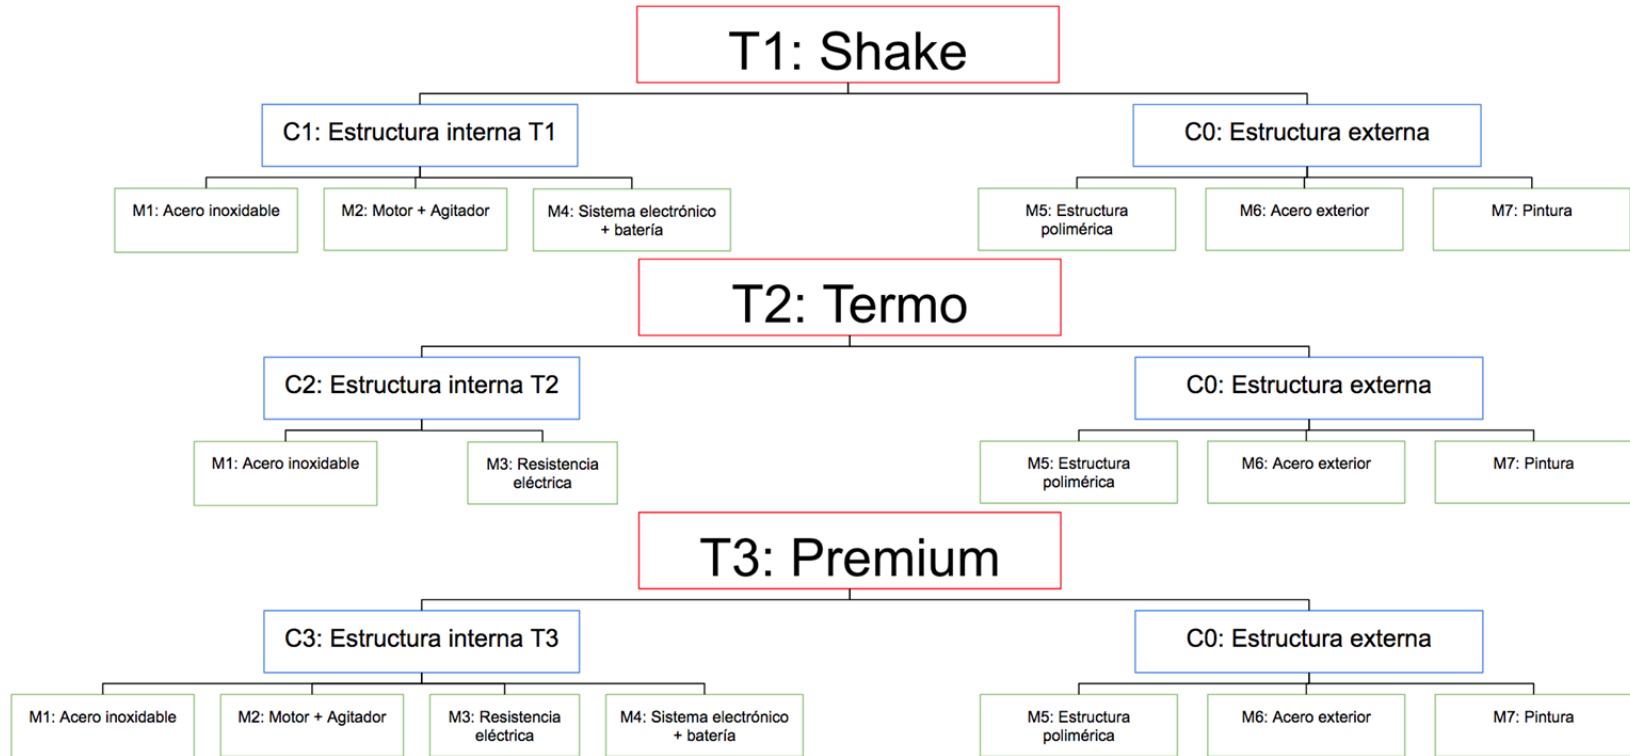 T1: Shake
C1: Estructura interna T1
C0: Estructura externa
M1: Acero inoxidable
M2: Motor + Agitador
M4: Sistema electrónico
+ batería
M5: Estructura
polimérica
M6: Acero exterior
M7: Pintura
T2: Termo
C2: Estructura interna T2
C0: Estructura externa
M1: Acero inoxidable
M3: Resistencia
eléctrica
M5: Estructura
polimérica
M6: Acero exterior
M7: Pintura
T3: Premium
C3: Estructura interna T3
C0: Estructura externa
M1: Acero inoxidable
M2: Motor + Agitador
M3: Resistencia
eléctrica
M4: Sistema electrónico
+ batería
M5: Estructura
polimérica
M6: Acero exterior
M7: Pintura